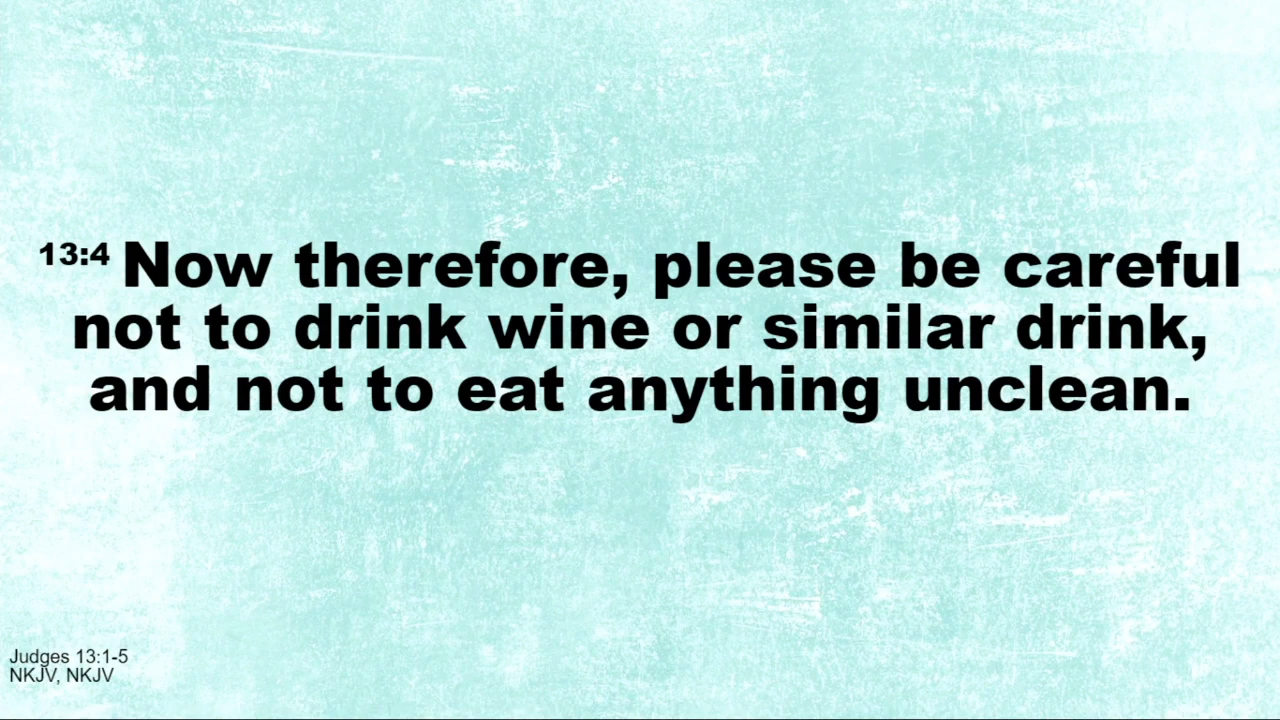 13:4 Now therefore, please be careful
not to drink wine or similar drink,
and not to eat anything unclean.
Judges 13:1-5
NKJV, NKJV